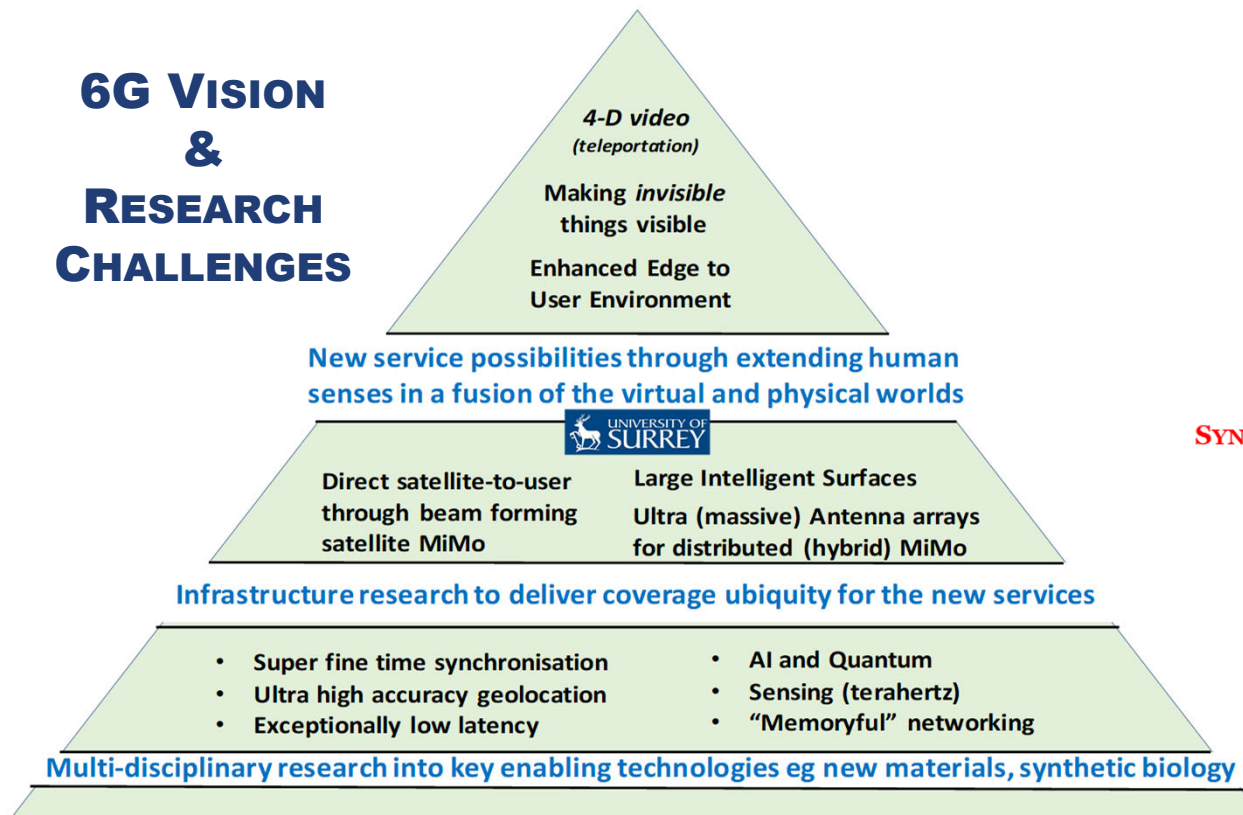 6G VISION
&
RESEARCH
CHALLENGES
4-D video
(teleportation)
Making invisible
things visible
Enhanced Edge to
User Environment
New service possibilities through extending human
senses in a fusion of the virtual and physical worlds
UNIVERSITY OF
SURREY
SYN
Direct satellite-to-user
through beam forming
satellite MiMo
Large Intelligent Surfaces
Ultra (massive) Antenna arrays
for distributed (hybrid) MiMo
Infrastructure research to deliver coverage ubiquity for the new services
• Super fine time synchronisation
• Ultra high accuracy geolocation
• Exceptionally low latency
• AI and Quantum
• Sensing (terahertz)
• “Memoryful” networking
Multi-disciplinary research into key enabling technologies eg new materials, synthetic biology